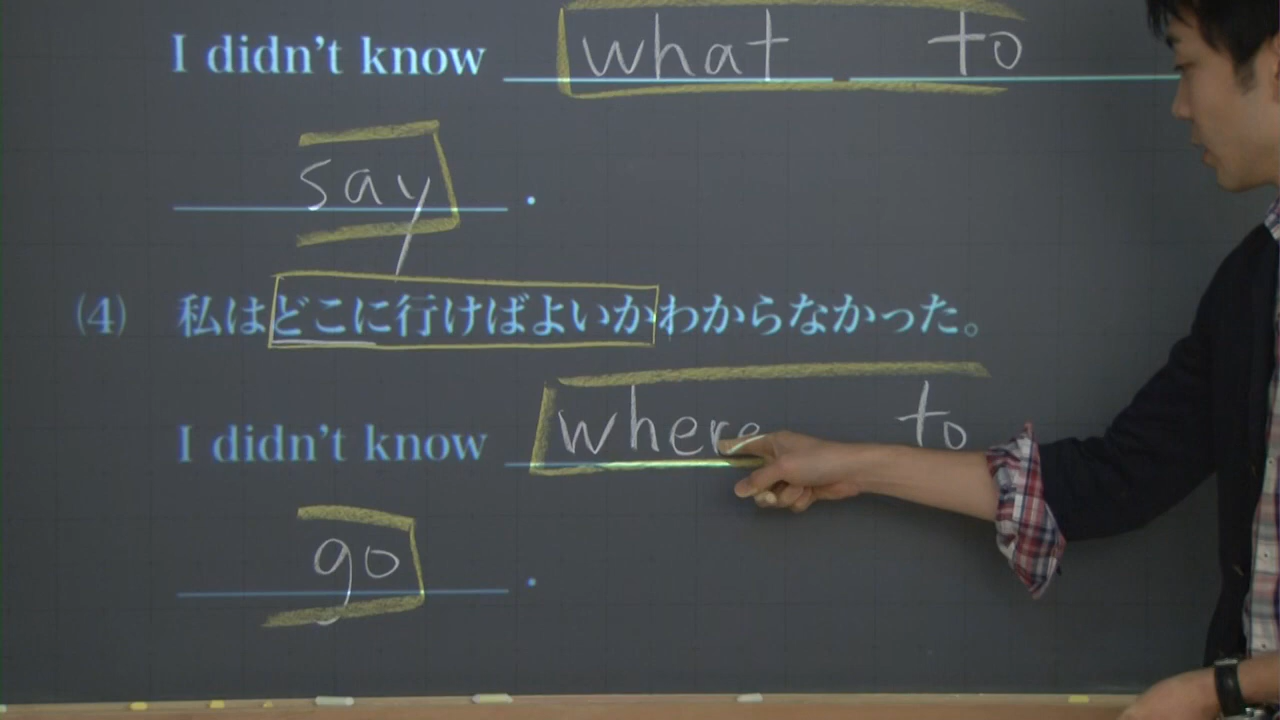 I didn't know what to
say .
(4) 私はどこに行けばよいかわからなかった。
I didn't know where to
go .